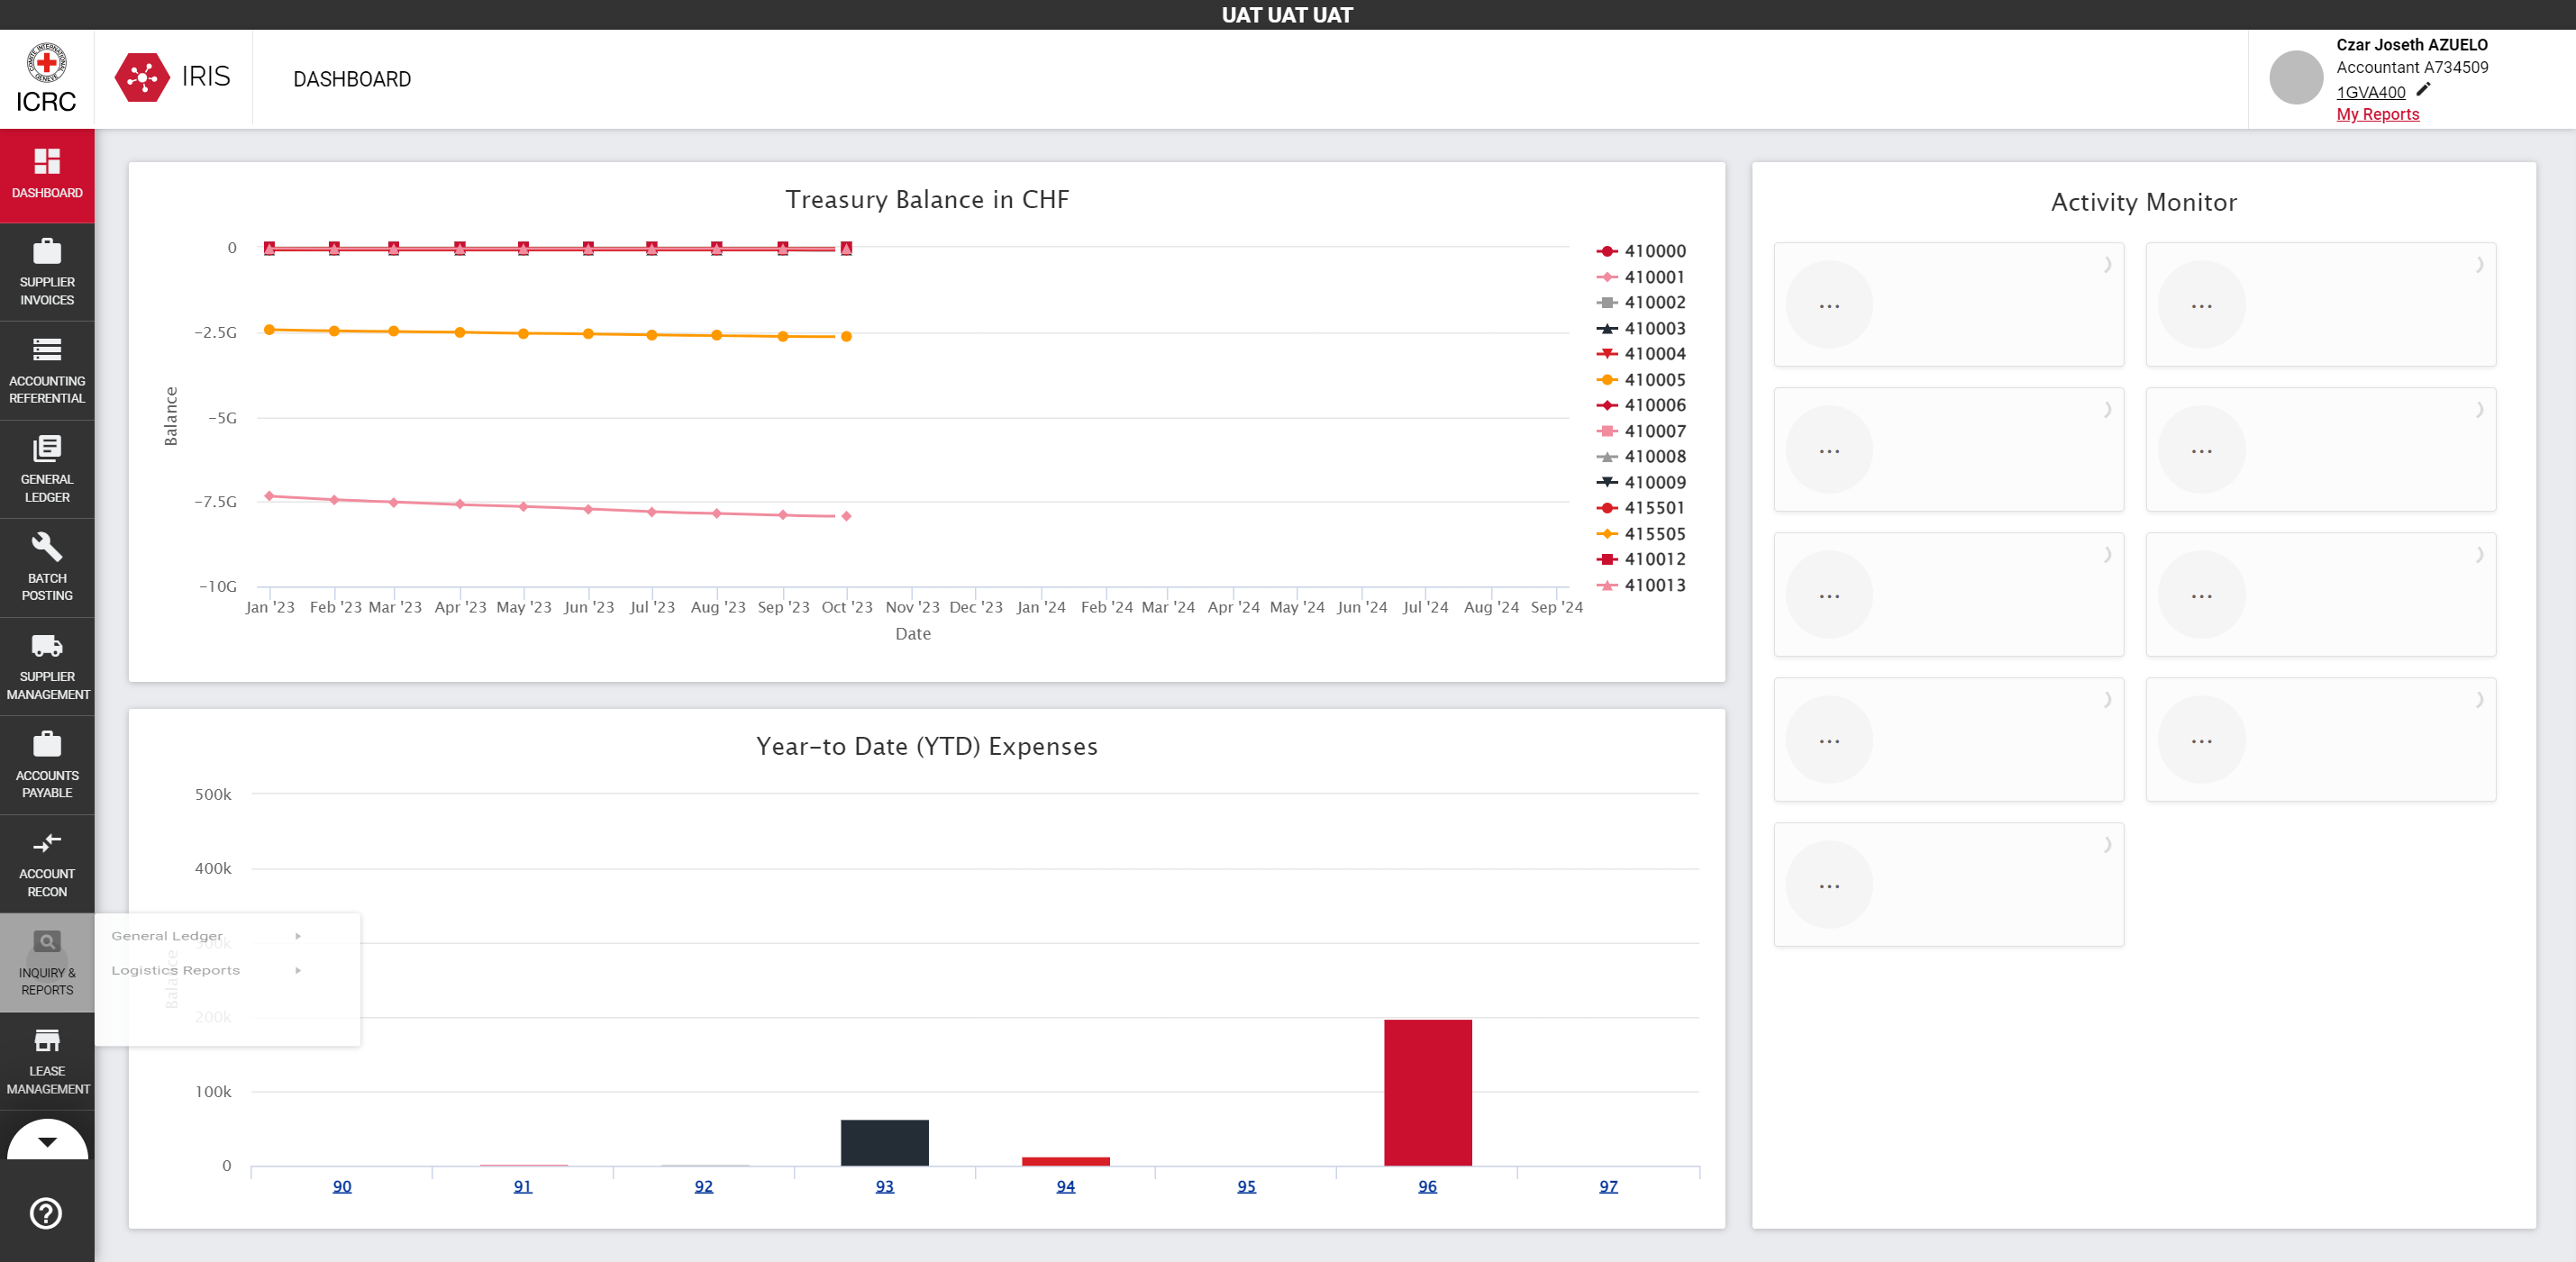 UAT UAT UAT
COMITE INTERNATIONAL GENEVE
ICRC
IRIS
DASHBOARD
Czar Joseth AZUELO
Accountant A734509
1GVA400
My Reports
DASHBOARD
SUPPLIER
INVOICES
ACCOUNTING
REFERENTIAL
GENERAL
LEDGER
BATCH
POSTING
SUPPLIER
MANAGEMENT
ACCOUNTS
PAYABLE
ACCOUNT
RECON
INQUIRY &
REPORTS
LEASE
MANAGEMENT
General Ledger
Logistics Reports
Treasury Balance in CHF
0
−2.5G
−5G
−7.5G
−10G
Balance
Jan '23 Feb '23 Mar '23 Apr '23 May '23 Jun '23 Jul '23 Aug '23 Sep '23 Oct '23 Nov '23 Dec '23 Jan '24 Feb '24 Mar '24 Apr '24 May '24 Jun '24 Jul '24 Aug '24 Sep '24
Date
410000
410001
410002
410003
410004
410005
410006
410007
410008
410009
415501
415505
410012
410013
Year−to Date (YTD) Expenses
500k
400k
300k
200k
100k
0
Balance
90 91 92 93 94 95 96 97
Activity Monitor
... ...
... ...
... ...
... ...
...